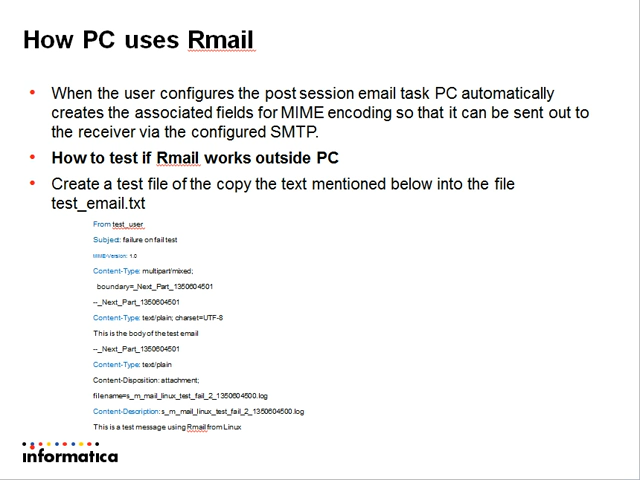 How PC uses Rmail
When the user configures the post session email task PC automatically
creates the associated fields for MIME encoding so that it can be sent out to
the receiver via the configured SMTP.
How to test if Rmail works outside PC
Create a test file of the copy the text mentioned below into the file
test_email.txt
From test_user
Subject: failure on fail test
MIME-Version: 1.0
Content-Type: multipart/mixed;
boundary=_Next_Part_1350604501
--_Next_Part_1350604501
Content-Type: text/plain; charset=UTF-8
This is the body of the test email
--_Next_Part_1350604501
Content-Type: text/plain
Content-Disposition: attachment;
filename=s_m_mail_linux_test_fail_2_1350604500.log
Content-Description: s_m_mail_linux_test_fail_2_1350604500.log
This is a test message using Rmail from Linux
informatica